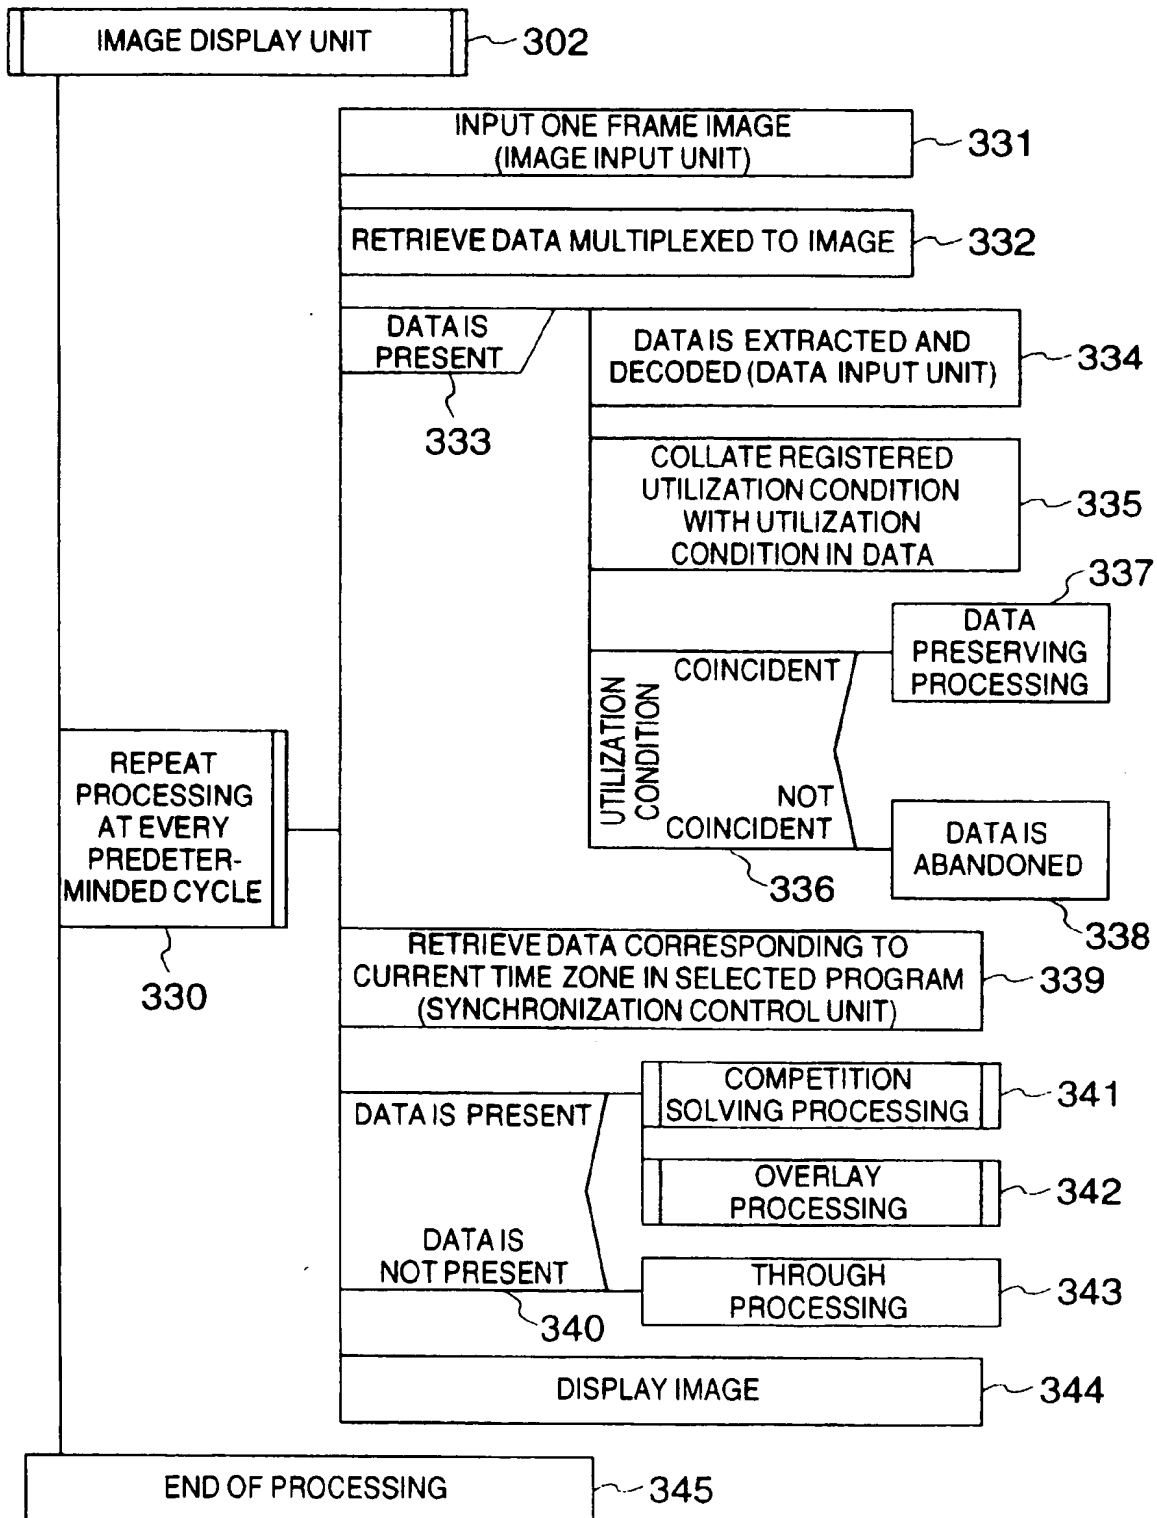 IMAGE DISPLAY UNIT
302
INPUT ONE FRAME IMAGE
(IMAGE INPUT UNIT)
331
RETRIEVE DATA MULTIPLEXED TO IMAGE
332
DATA IS
PRESENT
333
DATA IS EXTRACTED AND
DECODED (DATA INPUT UNIT)
334
COLLATE REGISTERED
UTILIZATION CONDITION
WITH UTILIZATION
CONDITION IN DATA
335
UTILIZATION
CONDITION
COINCIDENT
NOT
COINCIDENT
336
DATA
PRESERVING
PROCESSING
337
DATA IS
ABANDONED
338
REPEAT
PROCESSING
AT EVERY
PREDETER-
MINDED CYCLE
330
RETRIEVE DATA CORRESPONDING TO
CURRENT TIME ZONE IN SELECTED PROGRAM
(SYNCHRONIZATION CONTROL UNIT)
339
DATA IS PRESENT
DATA IS
NOT PRESENT
340
COMPETITION
SOLVING PROCESSING
341
OVERLAY
PROCESSING
342
THROUGH
PROCESSING
343
DISPLAY IMAGE
344
END OF PROCESSING
345